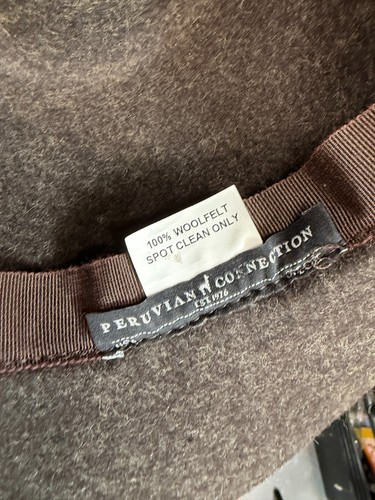 100% WOOLFELT
SPOT CLEAN ONLY
PERUVIAN CONNECTION
EST. 1976